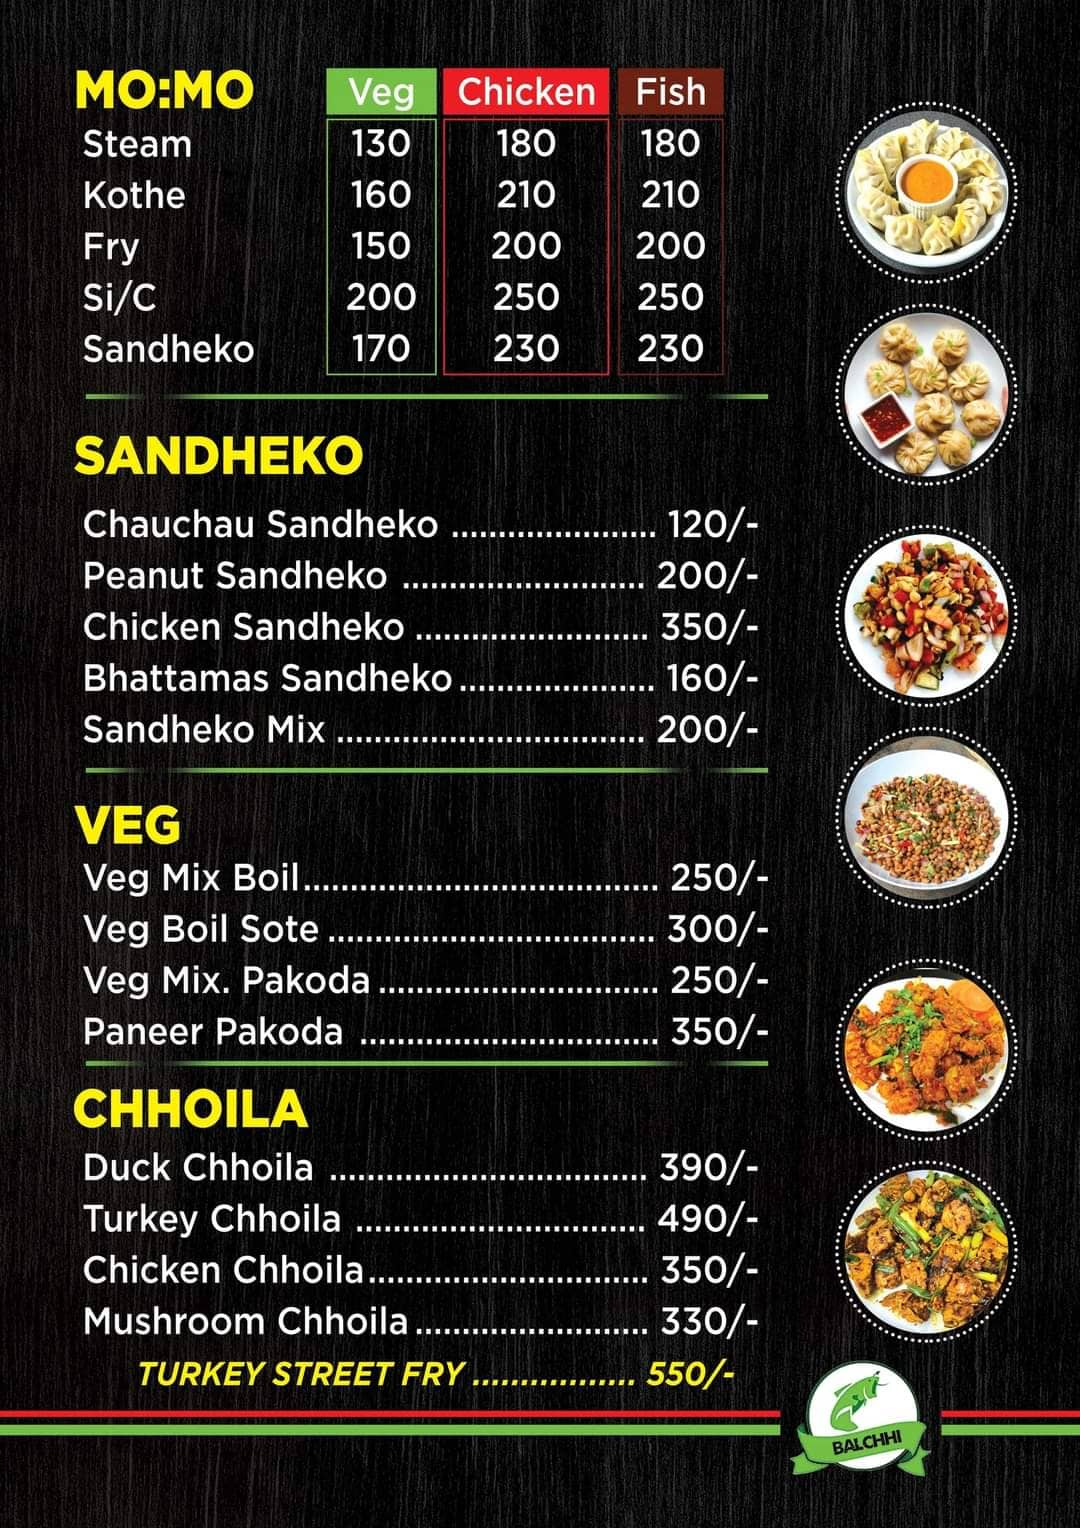 MO:MO Veg Chicken Fish
Steam 130 180 180
Kothe 160 210 210
Fry 150 200 200
Si/C 200 250 250
Sandheko 170 230 230
SANDHEKO
Chauchau Sandheko ...................... 120/-
Peanut Sandheko .......................... 200/-
Chicken Sandheko ......................... 350/-
Bhattamas Sandheko..................... 160/-
Sandheko Mix ................................. 200/-
VEG
Veg Mix Boil...................................... 250/-
Veg Boil Sote ................................... 300/-
Veg Mix. Pakoda .............................. 250/-
Paneer Pakoda ................................ 350/-
CHHOILA
Duck Chhoila .................................. 390/-
Turkey Chhoila ............................... 490/-
Chicken Chhoila.............................. 350/-
Mushroom Chhoila ......................... 330/-
TURKEY STREET FRY ................. 550/-
BALCHHI